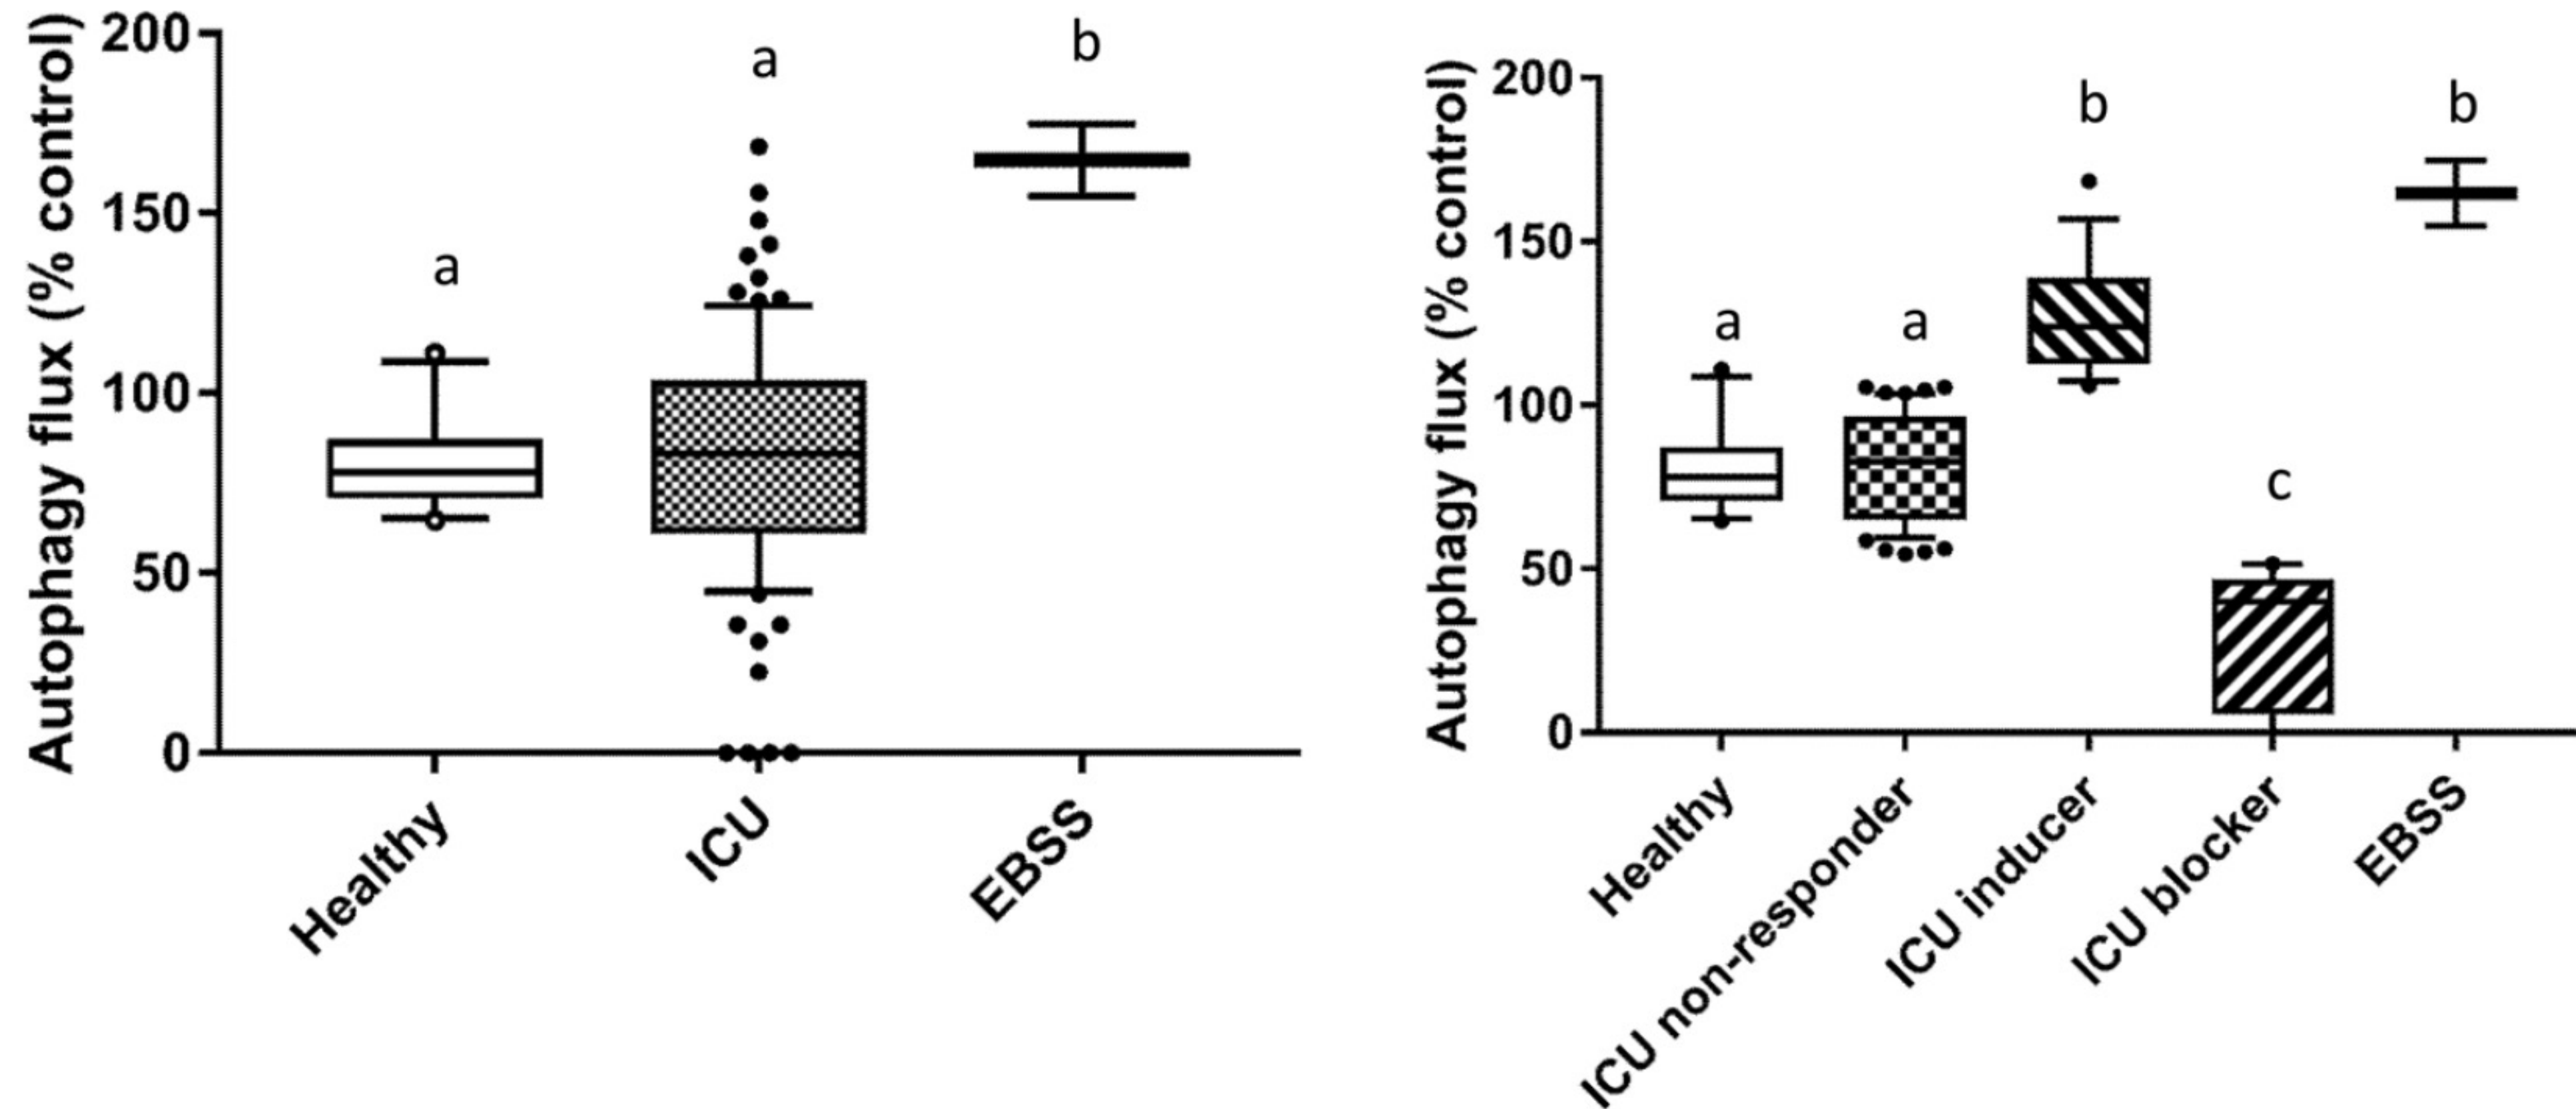 Autophagy flux (% control)
200
150
100
50
0
a
a
b
Healthy
ICU
EBSS
Autophagy flux (% control)
200
150
100
50
0
a
a
b
c
b
Healthy
ICU non-responder
ICU inducer
ICU blocker
EBSS